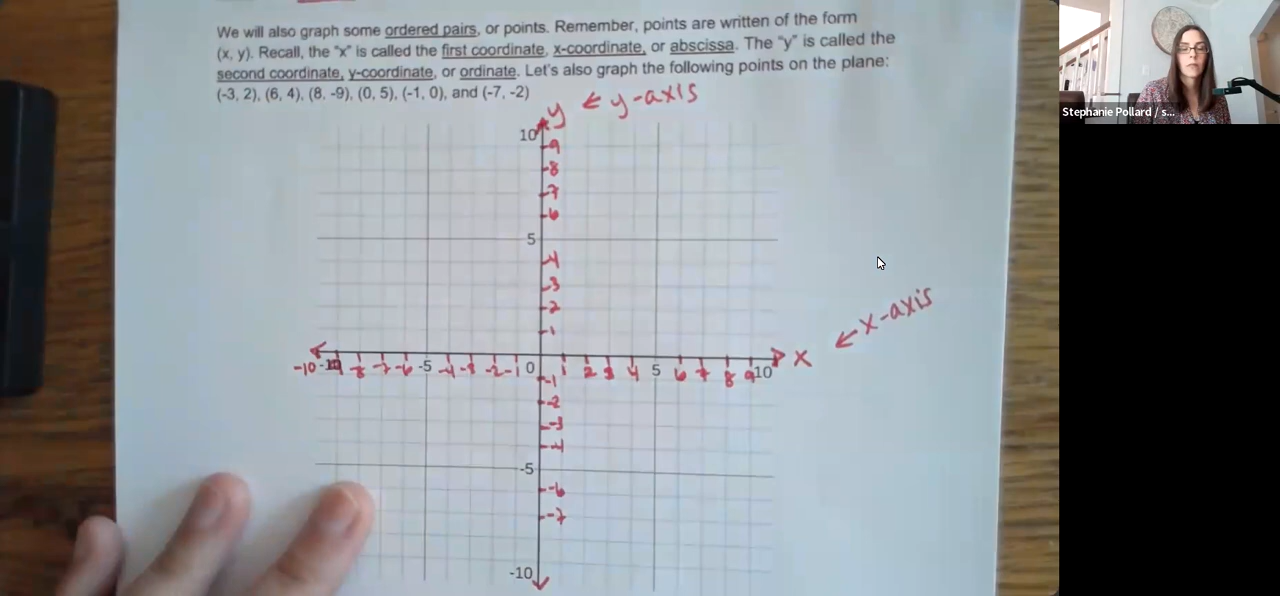 We will also graph some ordered pairs, or points. Remember, points are written of the form
(x, y). Recall, the "x" is called the first coordinate, x-coordinate, or abscissa. The "y" is called the
second coordinate, y-coordinate, or ordinate. Let's also graph the following points on the plane:
(-3, 2), (6, 4), (8, -9), (0, 5), (-1, 0), and (-7, -2)
y ← y-axis
10
9
8
7
6
5
4
3
2
1
← x-axis
x
-10 -8 -7 -6 -5 -4 -3 -2 -1 0 1 2 3 4 5 6 7 8 9 10
-1
-2
-3
-4
-5
-6
-7
-10
Stephanie Pollard / s...